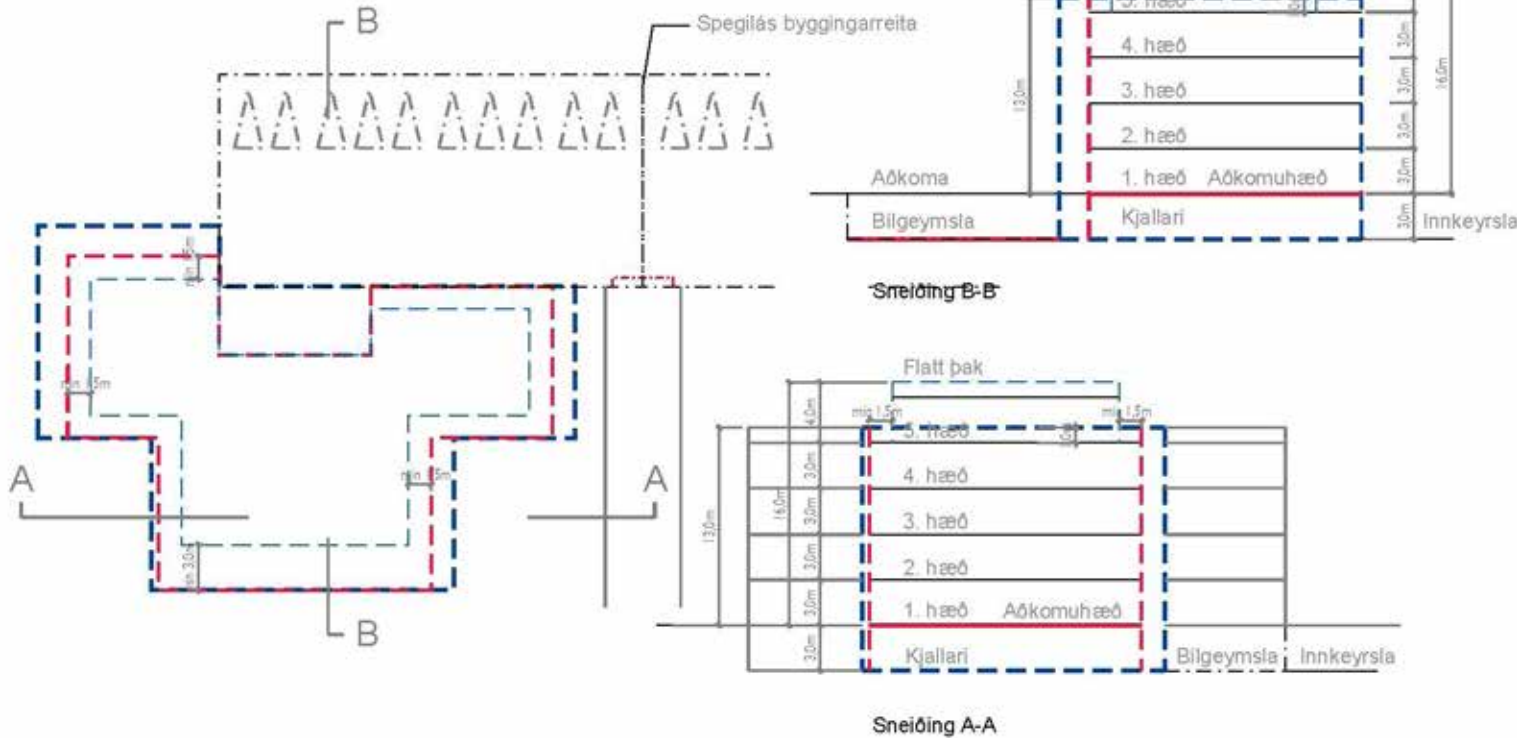 B
Spegilás byggingarreita
min 1,5m
min 1,5m
min 1,5m
min 3,0m
A
A
B
5. hæð
4. hæð
3. hæð
2. hæð
1. hæð Aðkomuhæð
Aðkoma
Bílgeymsla
Kjallari
Innkeyrsla
13,0m
16,0m
3,0m
3,0m
3,0m
3,0m
3,0m
Sneiðing B-B
Flatt þak
min 1,5m
min 1,5m
5. hæð
4. hæð
3. hæð
2. hæð
1. hæð Aðkomuhæð
Kjallari
Bílgeymsla
Innkeyrsla
13,0m
16,0m
4,0m
3,0m
3,0m
3,0m
3,0m
3,0m
Sneiðing A-A